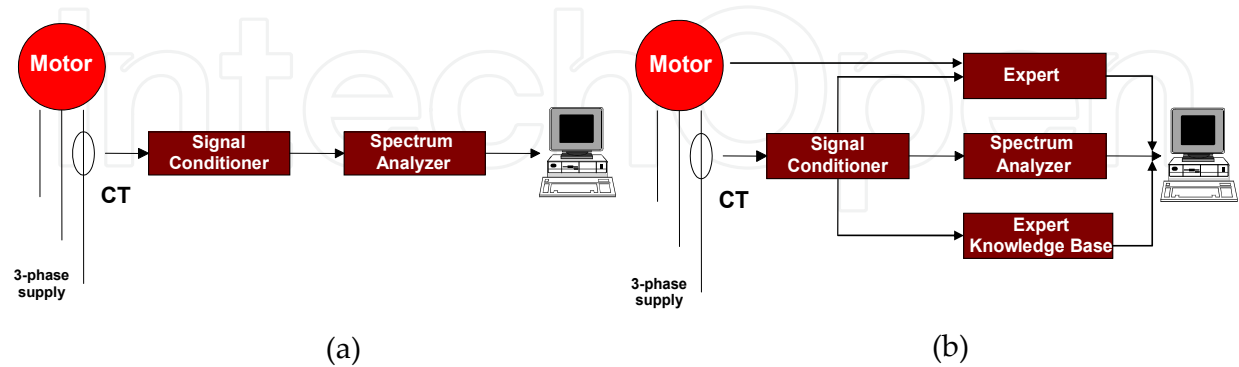 IntechOpen
Motor
Signal
Conditioner
Spectrum
Analyzer
CT
3-phase
supply
(a)
Motor
Expert
Signal
Conditioner
Spectrum
Analyzer
Expert
Knowledge Base
CT
3-phase
supply
(b)